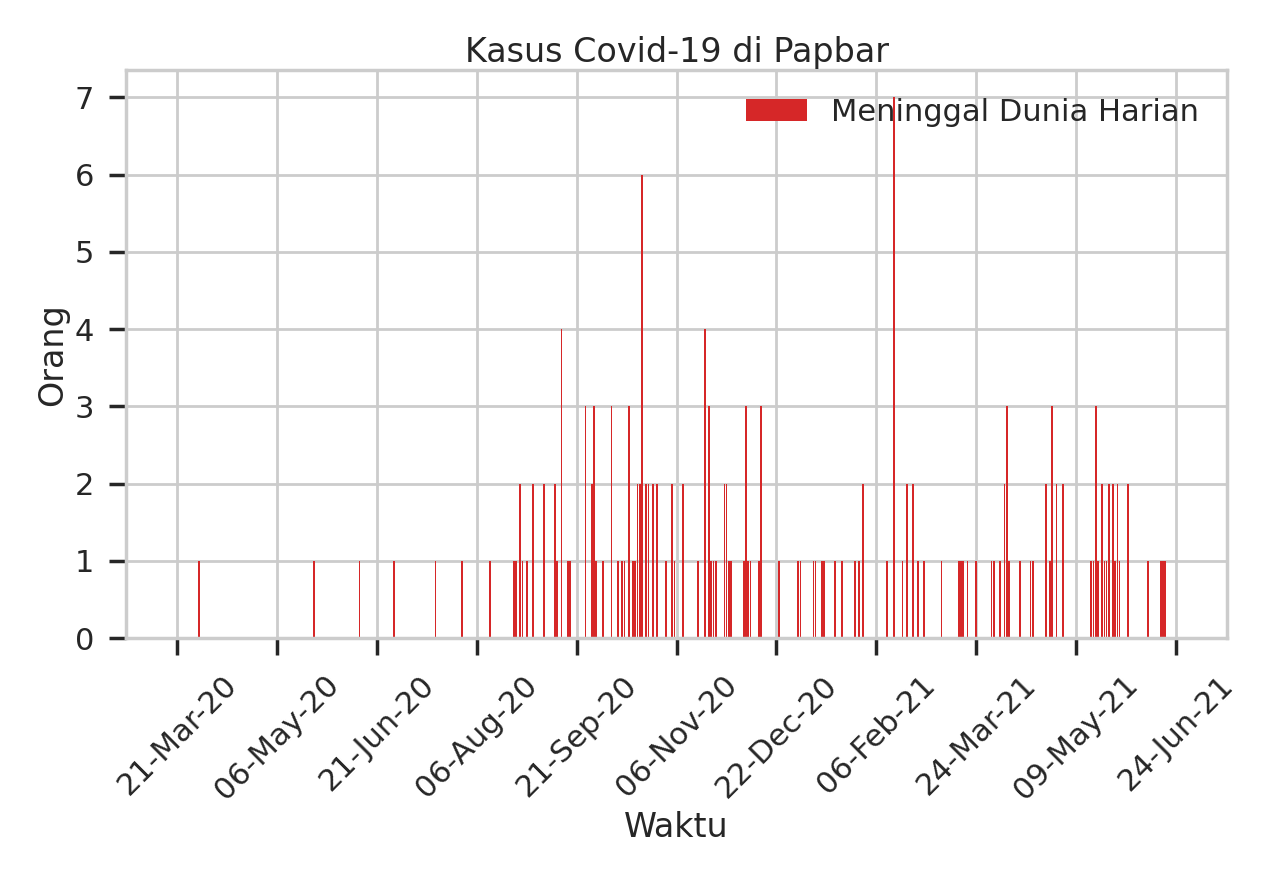 Kasus Covid-19 di Papbar
Meninggal Dunia Harian
Orang
7
6
5
4
3
2
1
0
21-Mar-20
06-May-20
21-Jun-20
06-Aug-20
21-Sep-20
06-Nov-20
22-Dec-20
06-Feb-21
24-Mar-21
09-May-21
24-Jun-21
Waktu